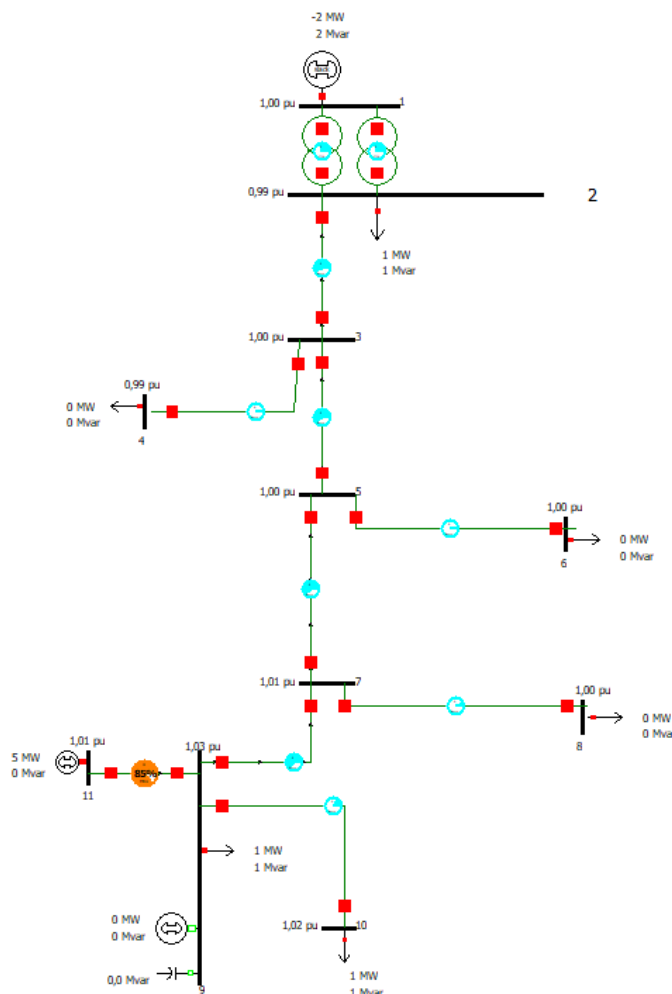 -2 MW
2 Mvar
1,00 pu
1
0,99 pu
2
1 MW
1 Mvar
1,00 pu
3
0,99 pu
0 MW
0 Mvar
4
1,00 pu
5
1,00 pu
0 MW
0 Mvar
6
1,01 pu
7
1,00 pu
0 MW
0 Mva
8
1,01 pu
1,03 pu
5 MW
0 Mvar
85%
11
1 MW
1 Mvar
0 MW
0 Mvar
1,02 pu
10
0,0 Mvar
1 MW
1 Mvar
9